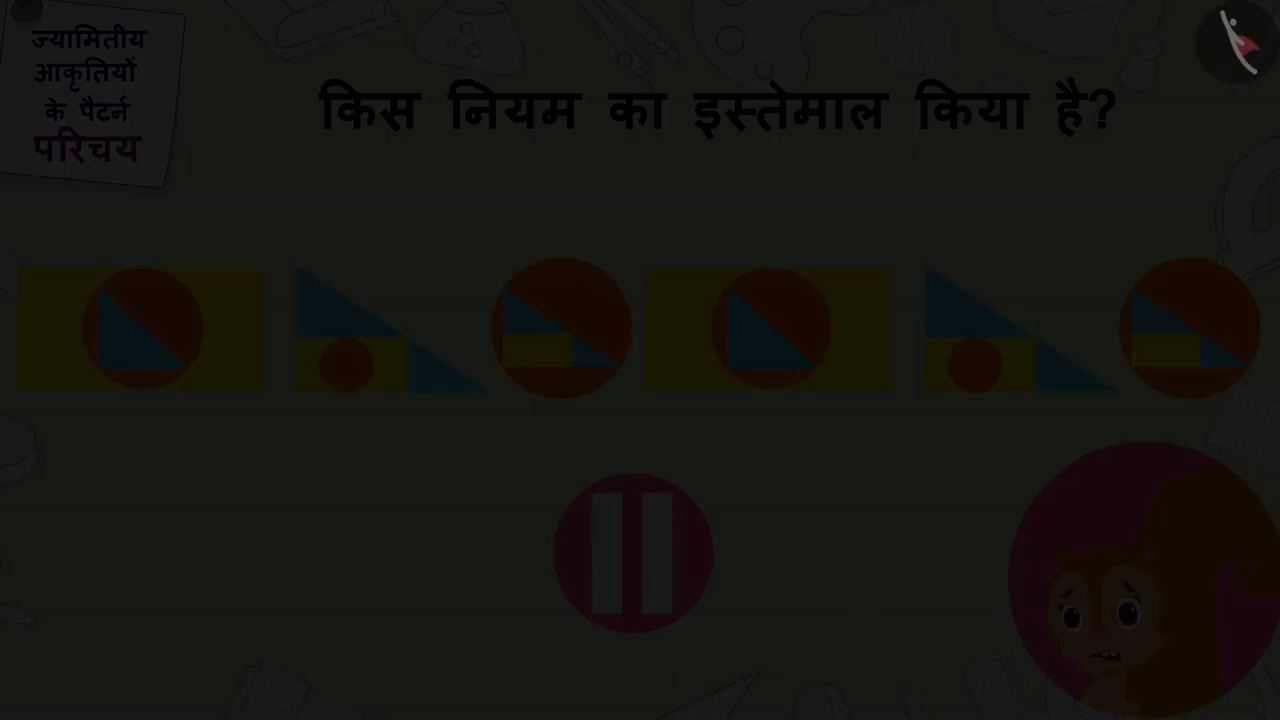 ज्यामितीय
आकृतियों
के पैटर्न
परिचय
किस नियम का इस्तेमाल किया है?